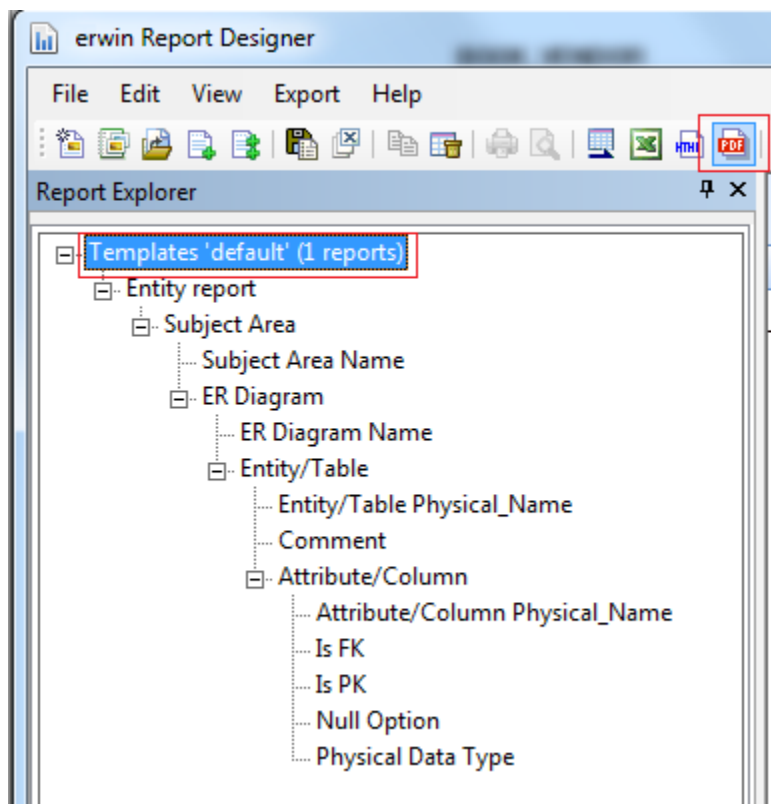 erwin Report Designer
File Edit View Export Help
HTML PDF
Report Explorer
Templates 'default' (1 reports)
Entity report
Subject Area
Subject Area Name
ER Diagram
ER Diagram Name
Entity/Table
Entity/Table Physical_Name
Comment
Attribute/Column
Attribute/Column Physical_Name
Is FK
Is PK
Null Option
Physical Data Type